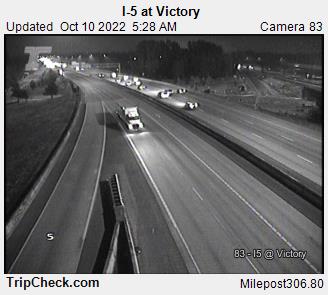 I-5 at Victory
Updated Oct 10 2022 5:28 AM Camera 83
S
83 - I5 @ Victory
TripCheck.com Milepost306.80